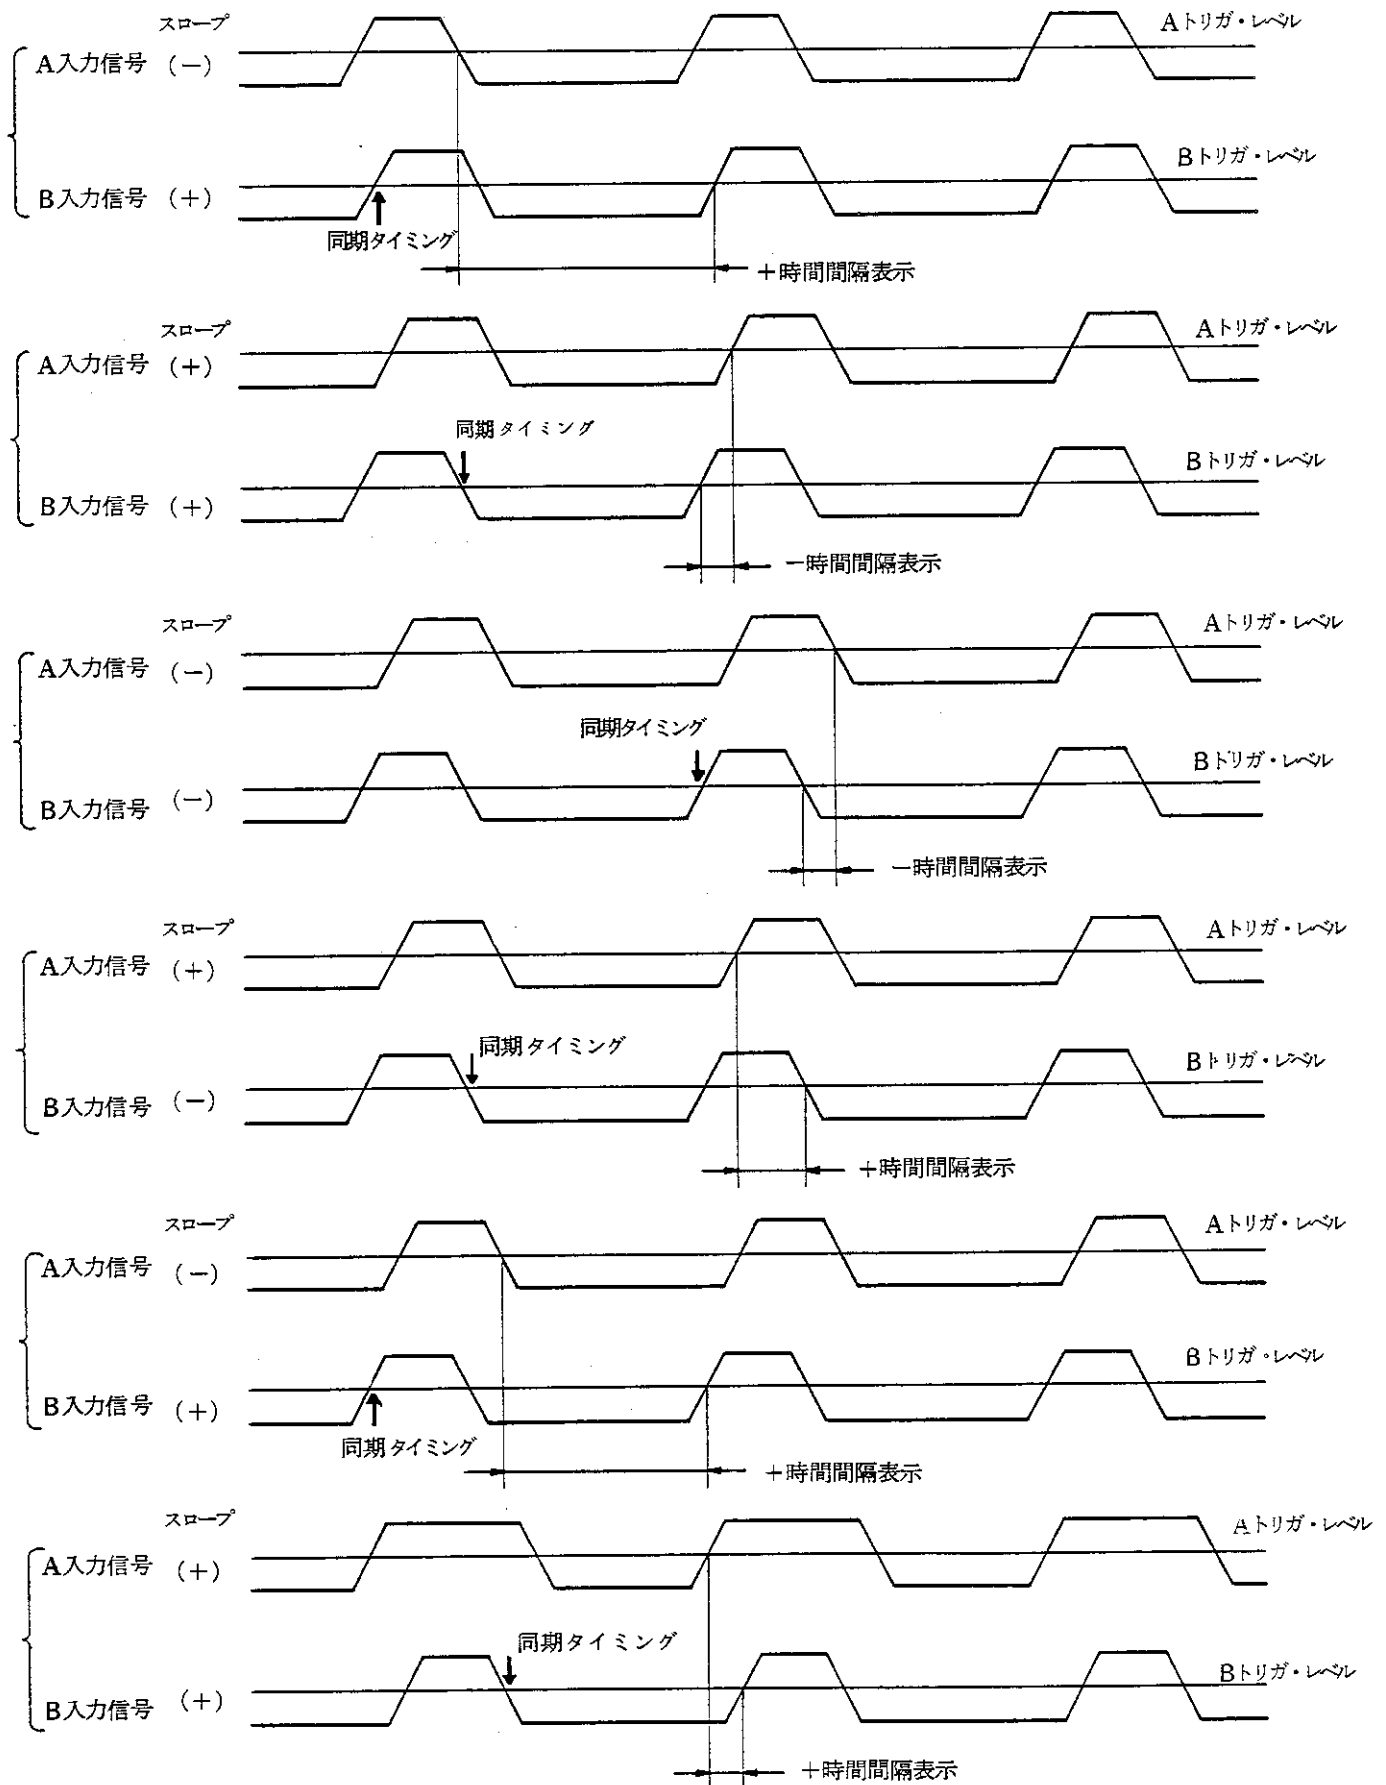 スロープ
Aトリガ・レベル
A入力信号 (−)
Bトリガ・レベル
B入力信号 (+)
同期タイミング
+時間間隔表示
スロープ
Aトリガ・レベル
A入力信号 (+)
同期タイミング
Bトリガ・レベル
B入力信号 (+)
−時間間隔表示
スロープ
Aトリガ・レベル
A入力信号 (−)
同期タイミング
Bトリガ・レベル
B入力信号 (−)
−時間間隔表示
スロープ
Aトリガ・レベル
A入力信号 (+)
同期タイミング
Bトリガ・レベル
B入力信号 (−)
+時間間隔表示
スロープ
Aトリガ・レベル
A入力信号 (−)
Bトリガ・レベル
B入力信号 (+)
同期タイミング
+時間間隔表示
スロープ
Aトリガ・レベル
A入力信号 (+)
同期タイミング
Bトリガ・レベル
B入力信号 (+)
+時間間隔表示